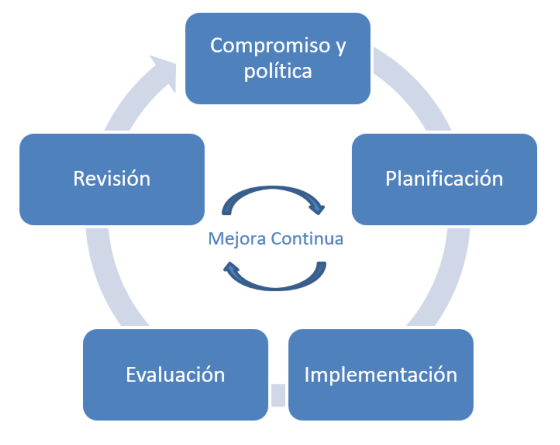 Compromiso y
política
Planificación
Implementación
Evaluación
Revisión
Mejora Continua